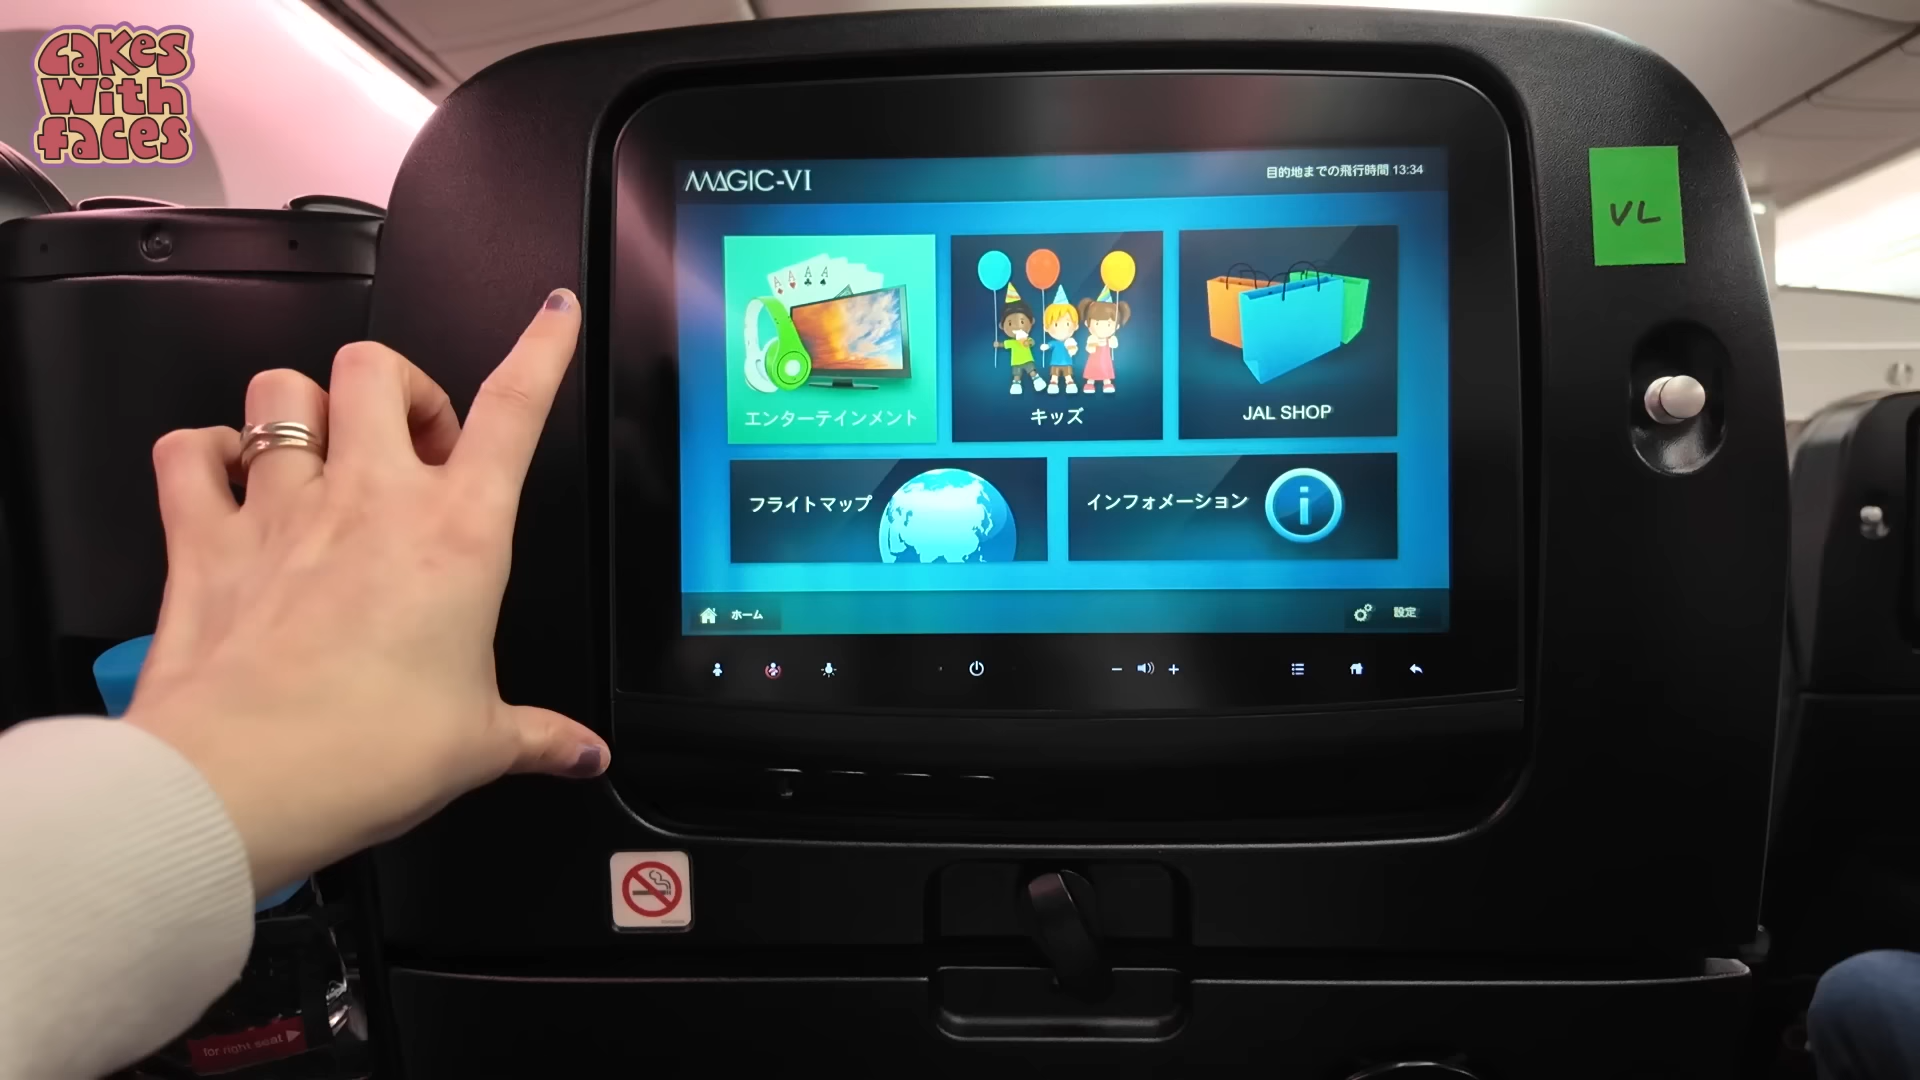 Cakes
With
faces
MAGIC-VI
目的地までの飛行時間 13:34
VL
エンターテインメント
キッズ
JAL SHOP
フライトマップ
インフォメーション
ホーム
設定
for right seat